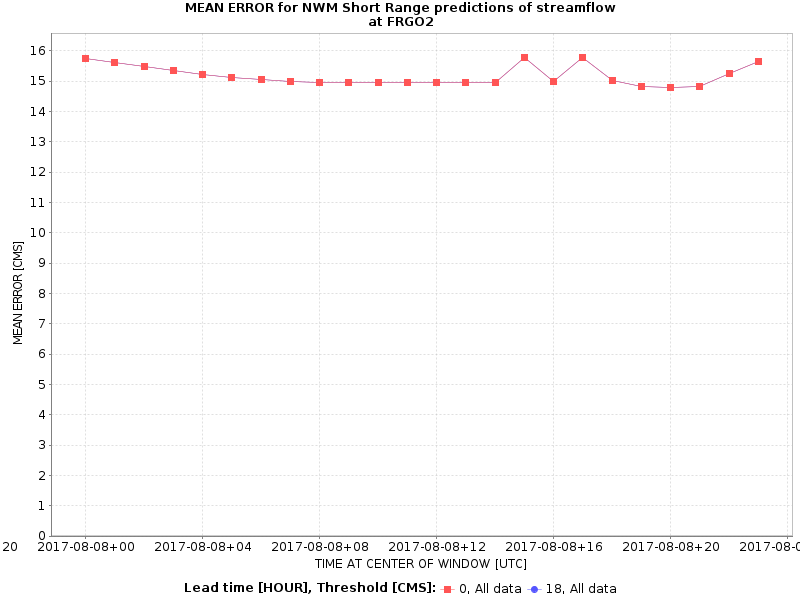 MEAN ERROR for NWM Short Range predictions of streamflow
at FRGO2
MEAN ERROR [CMS]
16
15
14
13
12
11
10
9
8
7
6
5
4
3
2
1
0
20 2017-08-08+00 2017-08-08+04 2017-08-08+08 2017-08-08+12 2017-08-08+16 2017-08-08+20 2017-08-0
TIME AT CENTER OF WINDOW [UTC]
Lead time [HOUR], Threshold [CMS]: 0, All data 18, All data